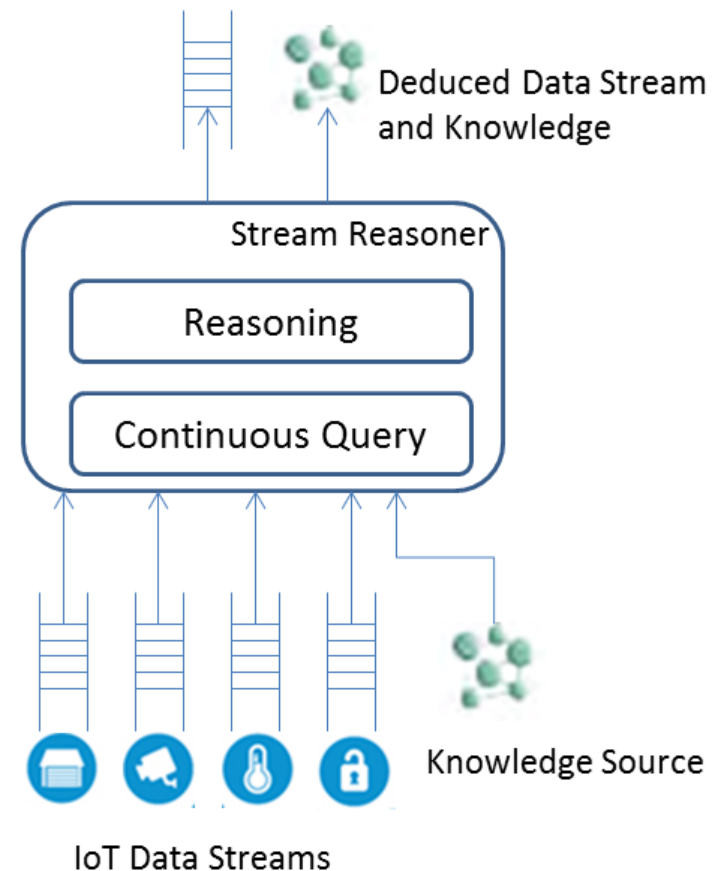 Deduced Data Stream
and Knowledge
Stream Reasoner
Reasoning
Continuous Query
Knowledge Source
IoT Data Streams